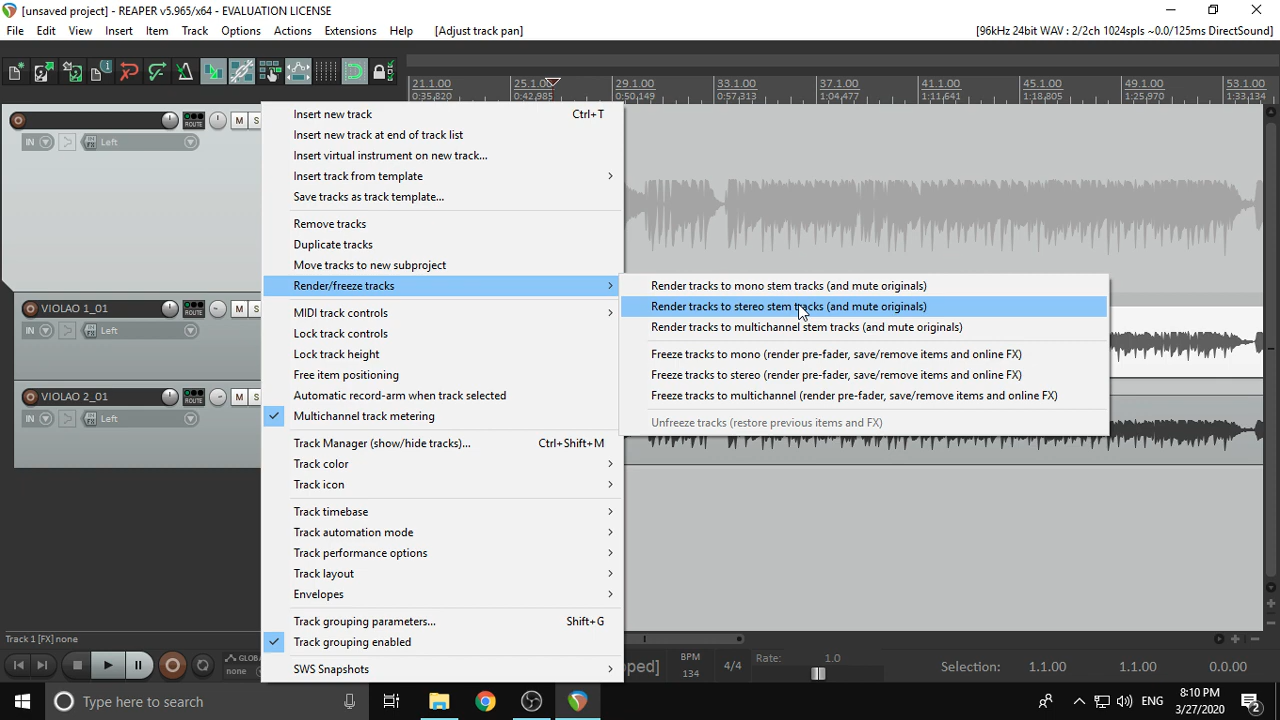 [unsaved project] - REAPER v5.965/x64 - EVALUATION LICENSE
File Edit View Insert Item Track Options Actions Extensions Help [Adjust track pan]
[96kHz 24bit WAV : 2/2ch 1024spls ~0.0/125ms DirectSound]
21.1.00 25.1.00 29.1.00 33.1.00 37.1.00 41.1.00 45.1.00 49.1.00 53.1.00
0:35,820 0:42,985 0:50,149 0:57,313 1:04,477 1:11,641 1:18,805 1:25,970 1:33,134
ROUTE M S
IN FX Left
VIOLAO 1_01 ROUTE M S
IN FX Left
VIOLAO 2_01 ROUTE M S
IN FX Left
Insert new track Ctrl+T
Insert new track at end of track list
Insert virtual instrument on new track...
Insert track from template
Save tracks as track template...
Remove tracks
Duplicate tracks
Move tracks to new subproject
Render/freeze tracks
MIDI track controls
Lock track controls
Lock track height
Free item positioning
Automatic record-arm when track selected
Multichannel track metering
Track Manager (show/hide tracks)... Ctrl+Shift+M
Track color
Track icon
Track timebase
Track automation mode
Track performance options
Track layout
Envelopes
Track grouping parameters... Shift+G
Track grouping enabled
SWS Snapshots
Render tracks to mono stem tracks (and mute originals)
Render tracks to stereo stem tracks (and mute originals)
Render tracks to multichannel stem tracks (and mute originals)
Freeze tracks to mono (render pre-fader, save/remove items and online FX)
Freeze tracks to stereo (render pre-fader, save/remove items and online FX)
Freeze tracks to multichannel (render pre-fader, save/remove items and online FX)
Unfreeze tracks (restore previous items and FX)
Track 1 [FX] none
GLOB
none
BPM
134
4/4
Rate: 1.0
Selection: 1.1.00 1.1.00 0.0.00
Type here to search
ENG
8:10 PM
3/27/2020
2